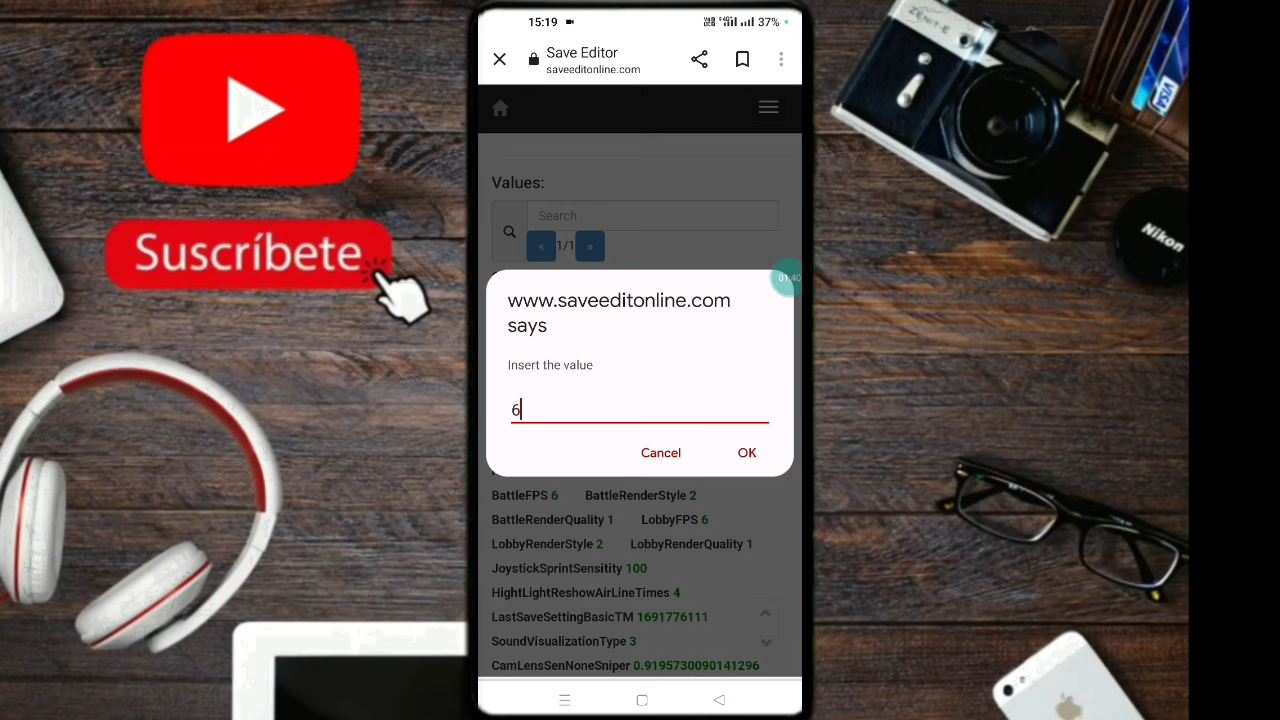 15:19
37%
Save Editor
saveeditonline.com
Values:
Search
« 1/1 »
01:40
www.saveeditonline.com
says
Insert the value
6
Cancel OK
BattleFPS 6 BattleRenderStyle 2
BattleRenderQuality 1 LobbyFPS 6
LobbyRenderStyle 2 LobbyRenderQuality 1
JoystickSprintSensitity 100
HightLightReshowAirLineTimes 4
LastSaveSettingBasicTM 1691776111
SoundVisualizationType 3
CamLensSenNoneSniper 0.9195730090141296
Suscríbete
ZENIT-E
VISA
Nikon